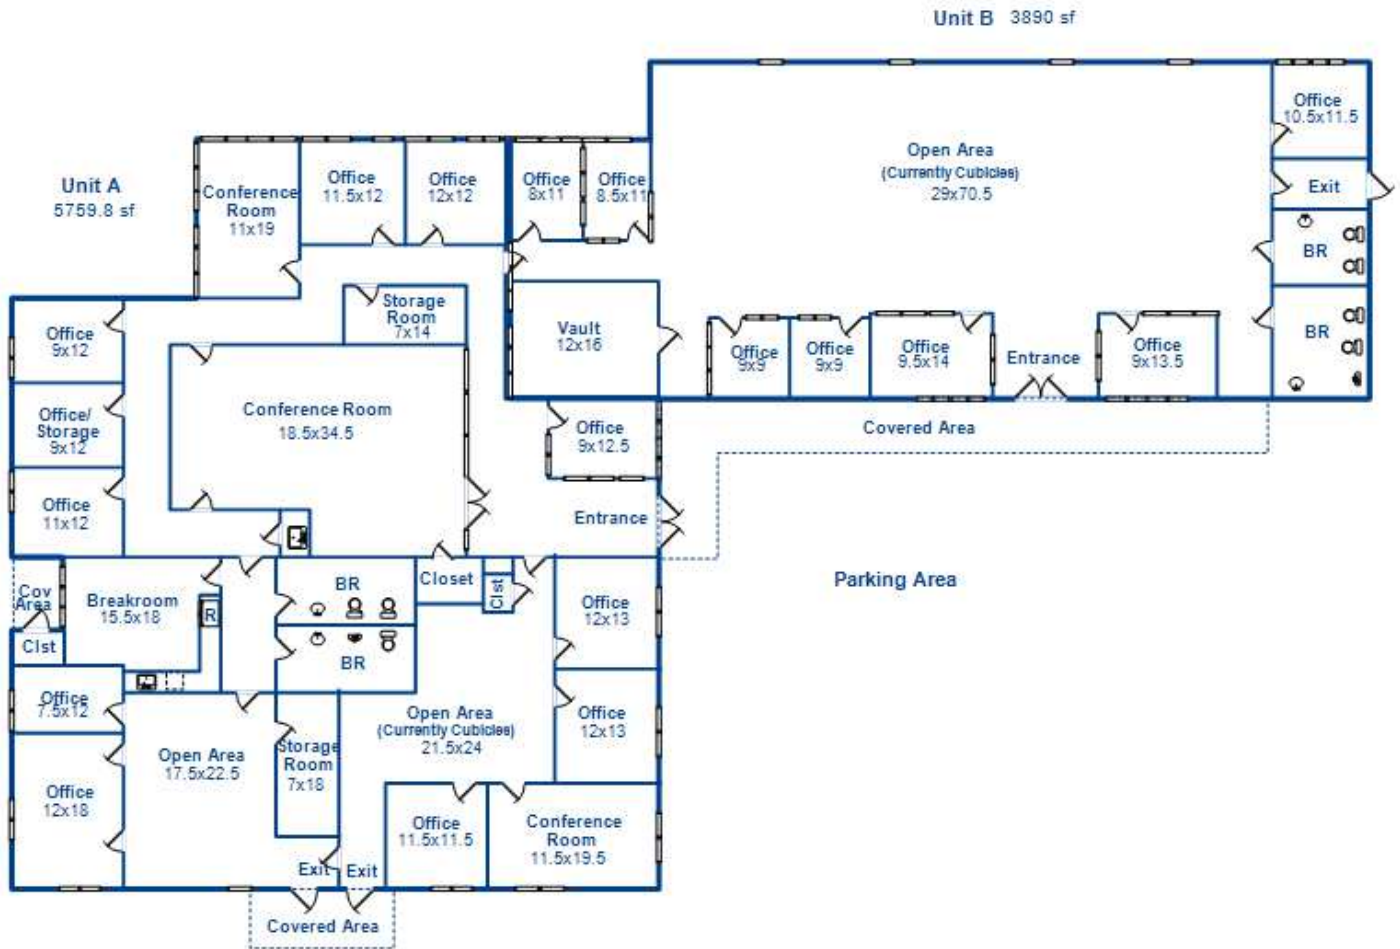 Unit B 3890 sf
Office
10.5x11.5
Open Area
(Currently Cubicles)
29x70.5
Exit
BR
BR
Unit A
5759.8 sf
Conference
Room
11x19
Office
11.5x12
Office
12x12
Office
8x11
Office
8.5x11
Storage
Room
7x14
Vault
12x16
Office
9x9
Office
9x9
Office
9.5x14
Entrance
Office
9x13.5
Covered Area
Office
9x12
Office/
Storage
9x12
Office
11x12
Conference Room
18.5x34.5
Office
9x12.5
Entrance
Parking Area
Cov
Area
Clst
Breakroom
15.5x18
R
BR
BR
Closet
Clst
Office
12x13
Office
12x13
Office
7.5x12
Office
12x18
Open Area
17.5x22.5
Storage
Room
7x18
Open Area
(Currently Cubicles)
21.5x24
Office
11.5x11.5
Conference
Room
11.5x19.5
Exit
Exit
Covered Area